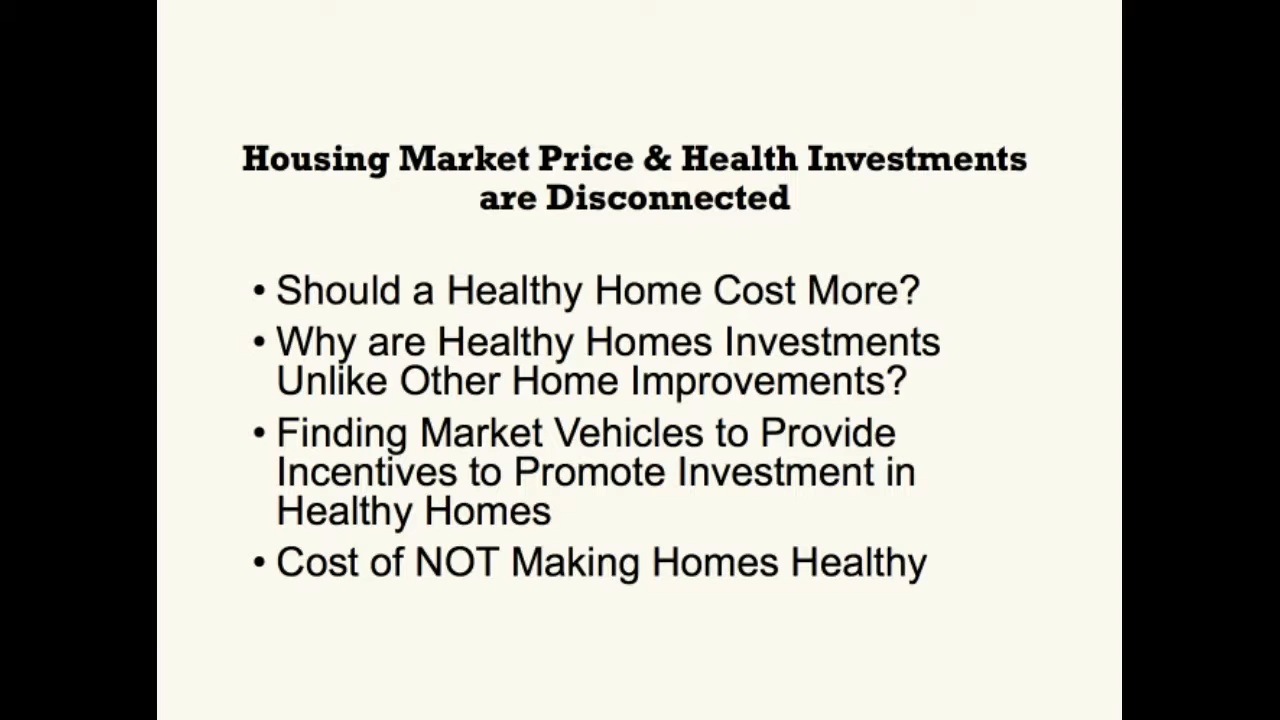 Housing Market Price & Health Investments
are Disconnected
• Should a Healthy Home Cost More?
• Why are Healthy Homes Investments
Unlike Other Home Improvements?
• Finding Market Vehicles to Provide
Incentives to Promote Investment in
Healthy Homes
• Cost of NOT Making Homes Healthy